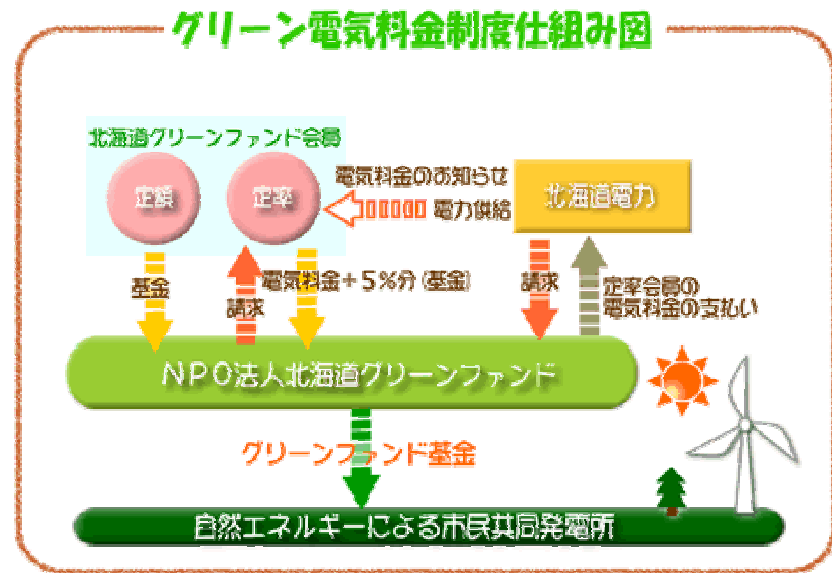 グリーン電気料金制度仕組み図
北海道グリーンファンド会員
定額
定率
電気料金のお知らせ
電力供給
北海道電力
基金
請求
電気料金+5%分(基金)
請求
定率会員の
電気料金の支払い
NPO法人北海道グリーンファンド
グリーンファンド基金
自然エネルギーによる市民共同発電所